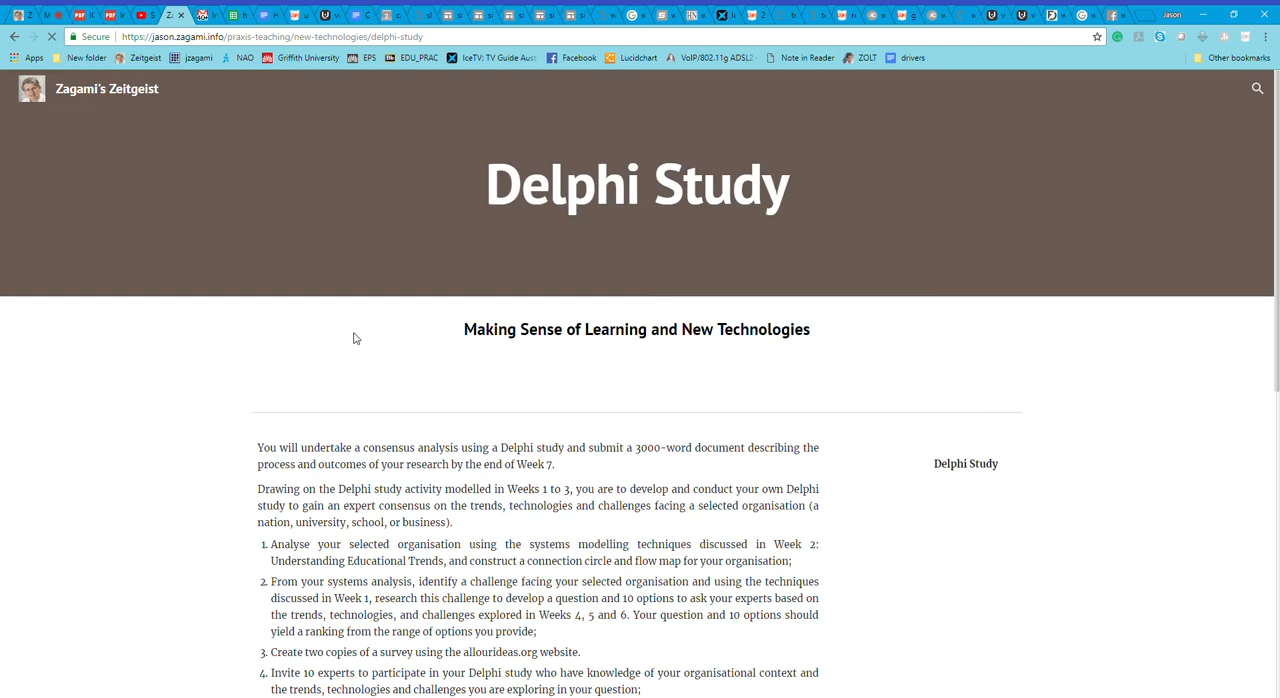 Jason
Secure
https://jason.zagami.info/praxis-teaching/new-technologies/delphi-study
Apps New folder Zeitgeist jzagami NAO Griffith University EPS EDU_PRAC IceTV: TV Guide Aust Facebook Lucidchart VoIP/802.11g ADSL2 Note in Reader ZOLT drivers Other bookmarks
Zagami's Zeitgeist
Delphi Study
Making Sense of Learning and New Technologies
You will undertake a consensus analysis using a Delphi study and submit a 3000-word document describing the
process and outcomes of your research by the end of Week 7.
Delphi Study
Drawing on the Delphi study activity modelled in Weeks 1 to 3, you are to develop and conduct your own Delphi
study to gain an expert consensus on the trends, technologies and challenges facing a selected organisation (a
nation, university, school, or business).
1. Analyse your selected organisation using the systems modelling techniques discussed in Week 2:
Understanding Educational Trends, and construct a connection circle and flow map for your organisation;
2. From your systems analysis, identify a challenge facing your selected organisation and using the techniques
discussed in Week 1, research this challenge to develop a question and 10 options to ask your experts based on
the trends, technologies, and challenges explored in Weeks 4, 5 and 6. Your question and 10 options should
yield a ranking from the range of options you provide;
3. Create two copies of a survey using the allourideas.org website.
4. Invite 10 experts to participate in your Delphi study who have knowledge of your organisational context and
the trends, technologies and challenges you are exploring in your question;